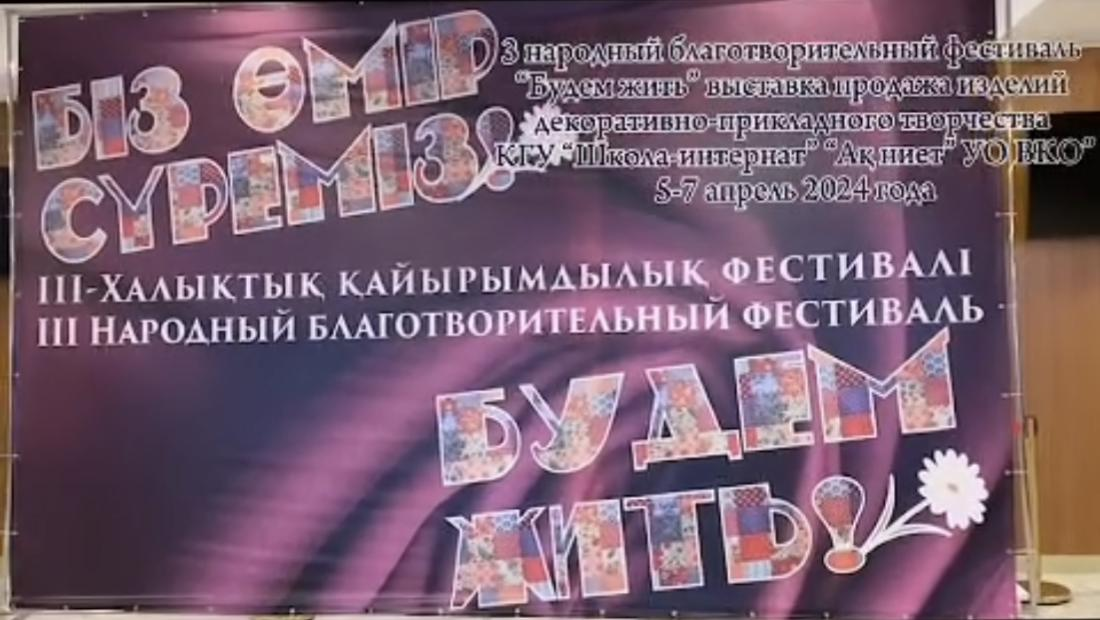 БІЗ ӨМІР
СҮРЕМІЗ!
3 народный благотворительный фестиваль
"Будем жить" выставка продажа изделий
декоративно-прикладного творчества
КГУ "Школа-интернат" "Ақ ниет" УО ВКО"
5-7 апрель 2024 года
III-ХАЛЫҚТЫҚ ҚАЙЫРЫМДЫЛЫҚ ФЕСТИВАЛІ
III НАРОДНЫЙ БЛАГОТВОРИТЕЛЬНЫЙ ФЕСТИВАЛЬ
БУДЕМ
ЖИТЬ!